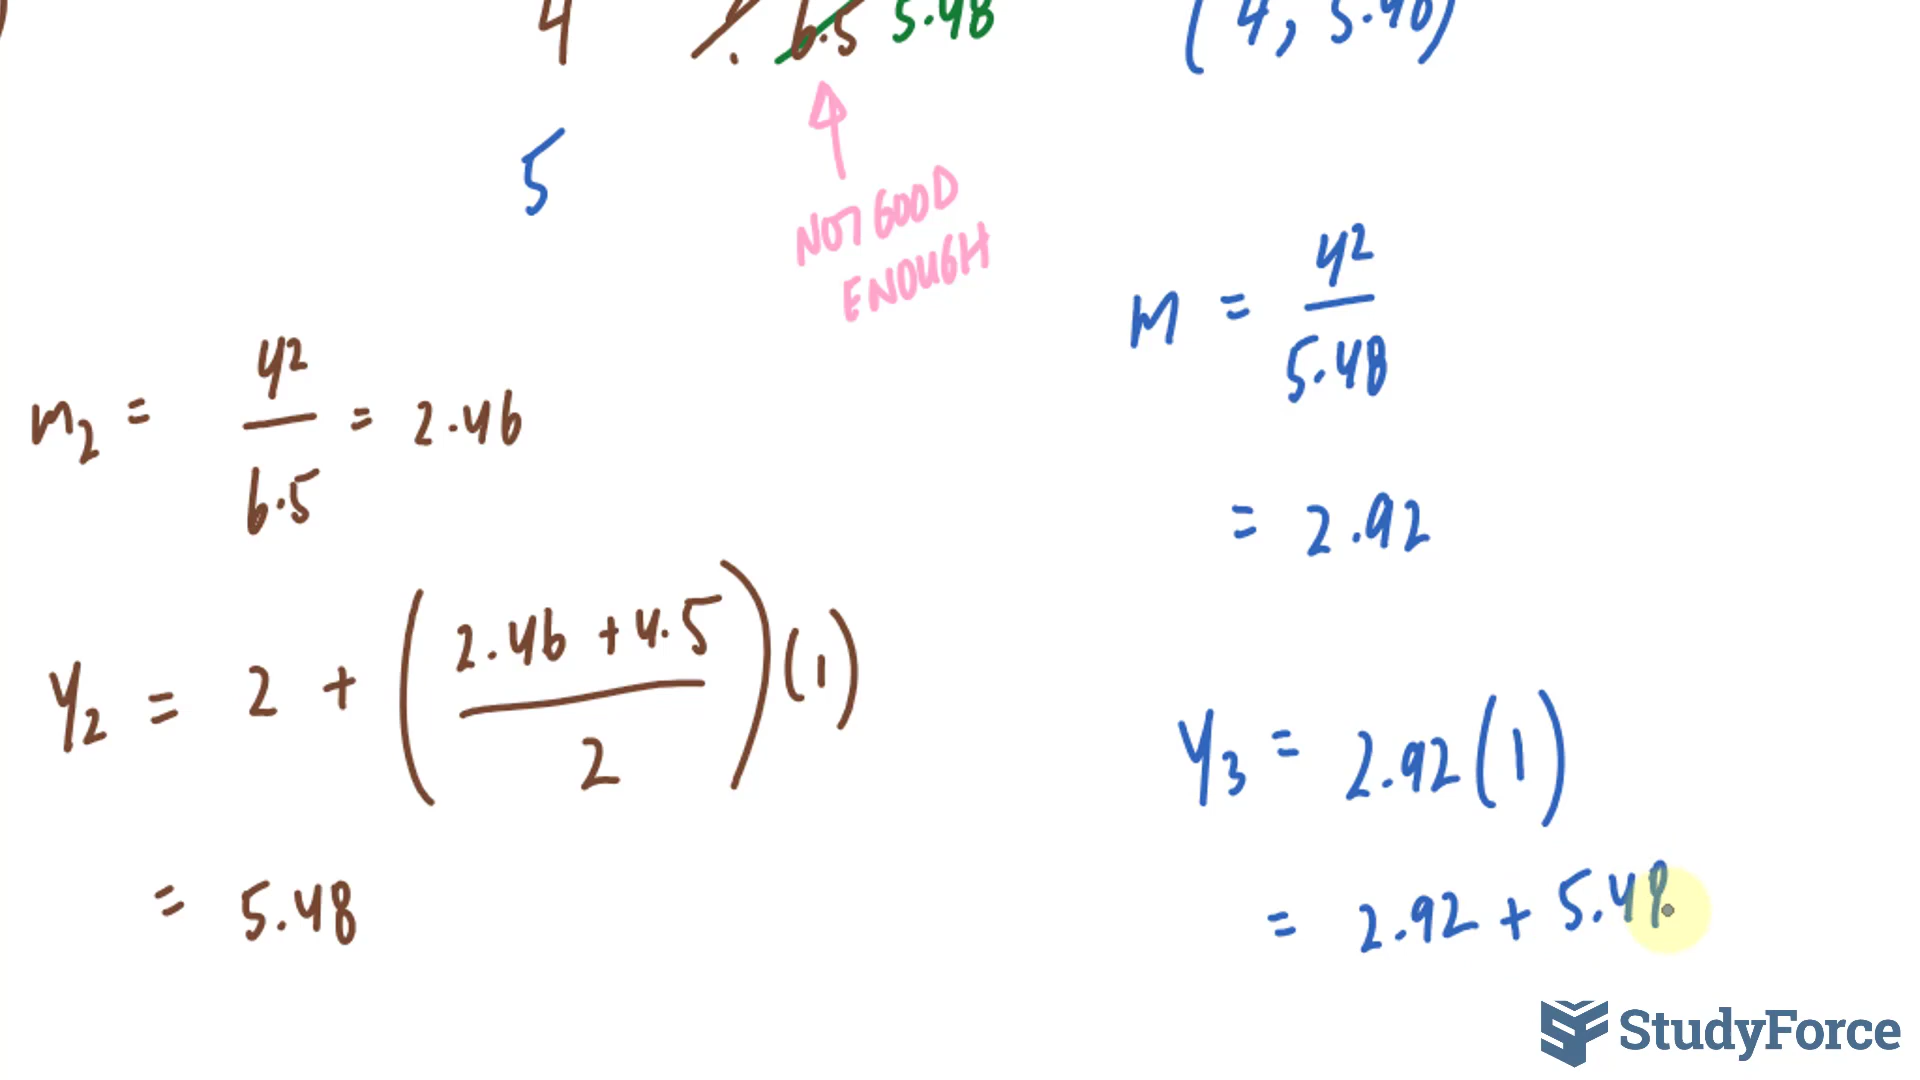 4 6.5 5.48 (4, 5.48)
5
NOT GOOD
ENOUGH
m₂ = 4²/6.5 = 2.46
y₂ = 2 + ((2.46 + 4.5)/2)(1)
= 5.48
m = 4²/5.48
= 2.92
y₃ = 2.92(1)
= 2.92 + 5.48
StudyForce